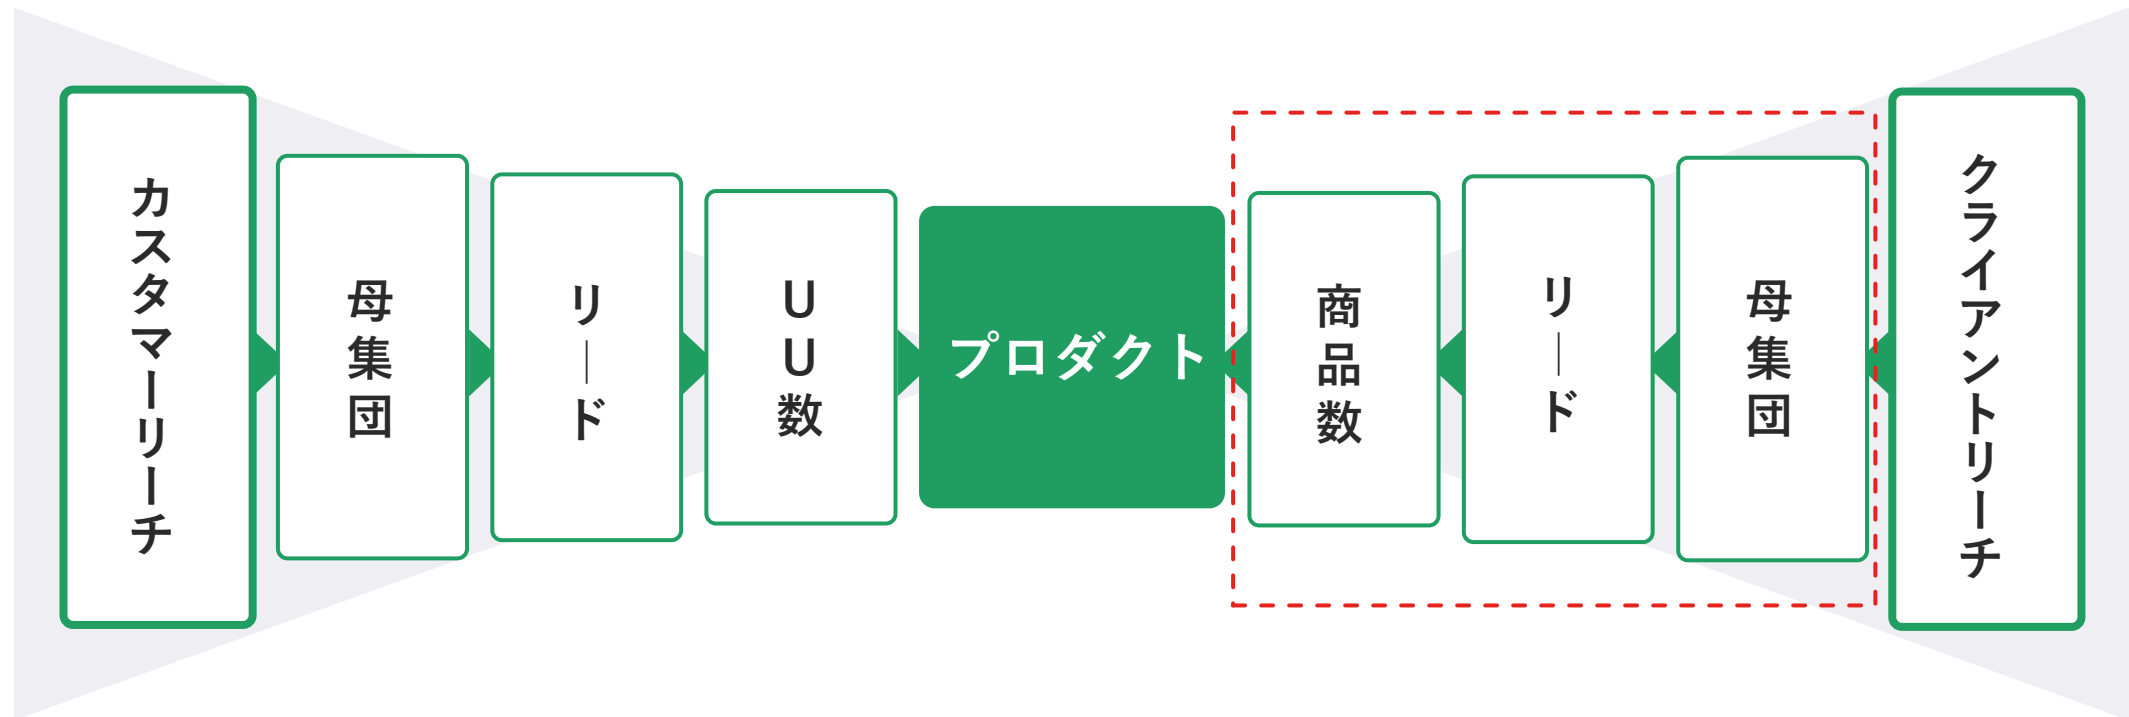 カスタマーリーチ
母集団
リード
UU数
プロダクト
商品数
リード
母集団
クライアントリーチ